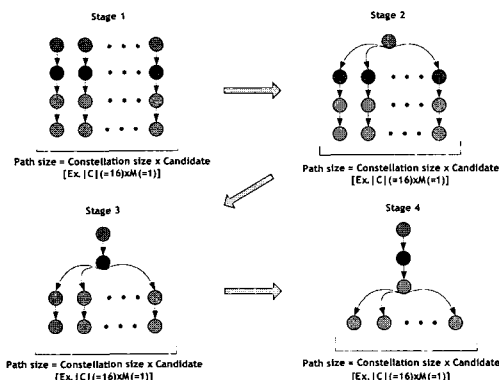 Stage 1
Stage 2
Path size = Constellation size x Candidate
[Ex.|C|(=16)xM(=1)]
Path size = Constellation size x Candidate
[Ex.|C|(=16)xM(=1)]
Stage 3
Stage 4
Path size = Constellation size x Candidate
[Ex.|C|(=16)xM(=1)]
Path size = Constellation size x Candidate
[Ex.|C|(=16)xM(=1)]